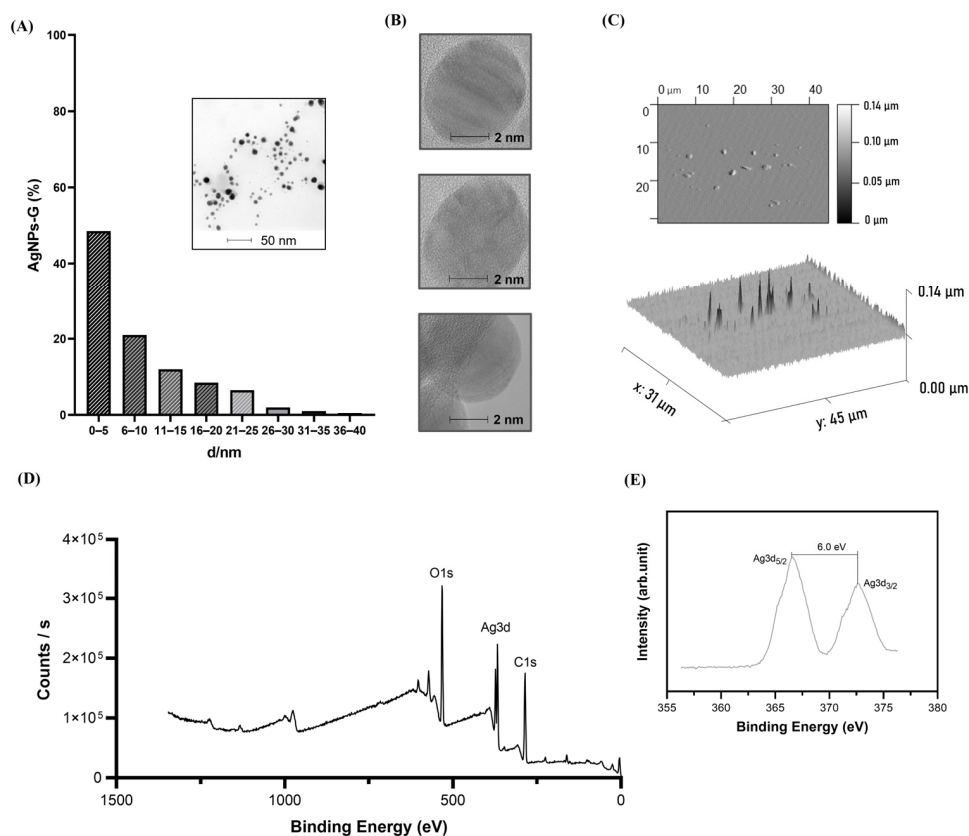 (A)
100
80
60
40
20
0
AgNPs-G (%)
50 nm
0–5 6–10 11–15 16–20 21–25 26–30 31–35 36–40
d/nm
(B)
2 nm
2 nm
2 nm
(C)
0 µm 10 20 30 40
0
10
20
0.14 µm
0.10 µm
0.05 µm
0 µm
0.14 µm
0.00 µm
x: 31 µm
y: 45 µm
(D)
4×10⁵
3×10⁵
2×10⁵
1×10⁵
0
Counts / s
O1s
Ag3d
C1s
1500 1000 500 0
Binding Energy (eV)
(E)
Intensity (arb.unit)
6.0 eV
Ag3d₅/₂
Ag3d₃/₂
355 360 365 370 375 380
Binding Energy (eV)